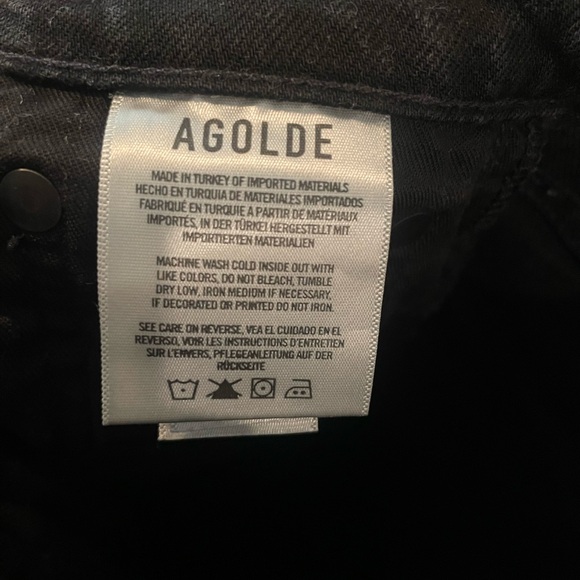 AGOLDE
MADE IN TURKEY OF IMPORTED MATERIALS
HECHO EN TURQUIA DE MATERIALES IMPORTADOS
FABRIQUÉ EN TURQUIE A PARTIR DE MATÉRIAUX
IMPORTÉS, IN DER TÜRKEI HERGESTELLT MIT
IMPORTIERTEN MATERIALIEN
MACHINE WASH COLD INSIDE OUT WITH
LIKE COLORS, DO NOT BLEACH, TUMBLE
DRY LOW, IRON MEDIUM IF NECESSARY,
IF DECORATED OR PRINTED DO NOT IRON.
SEE CARE ON REVERSE, VEA EL CUIDADO EN EL
REVERSO, VOIR LES INSTRUCTIONS D'ENTRETIEN
SUR L'ENVERS, PFLEGEANLEITUNG AUF DER
RÜCKSEITE